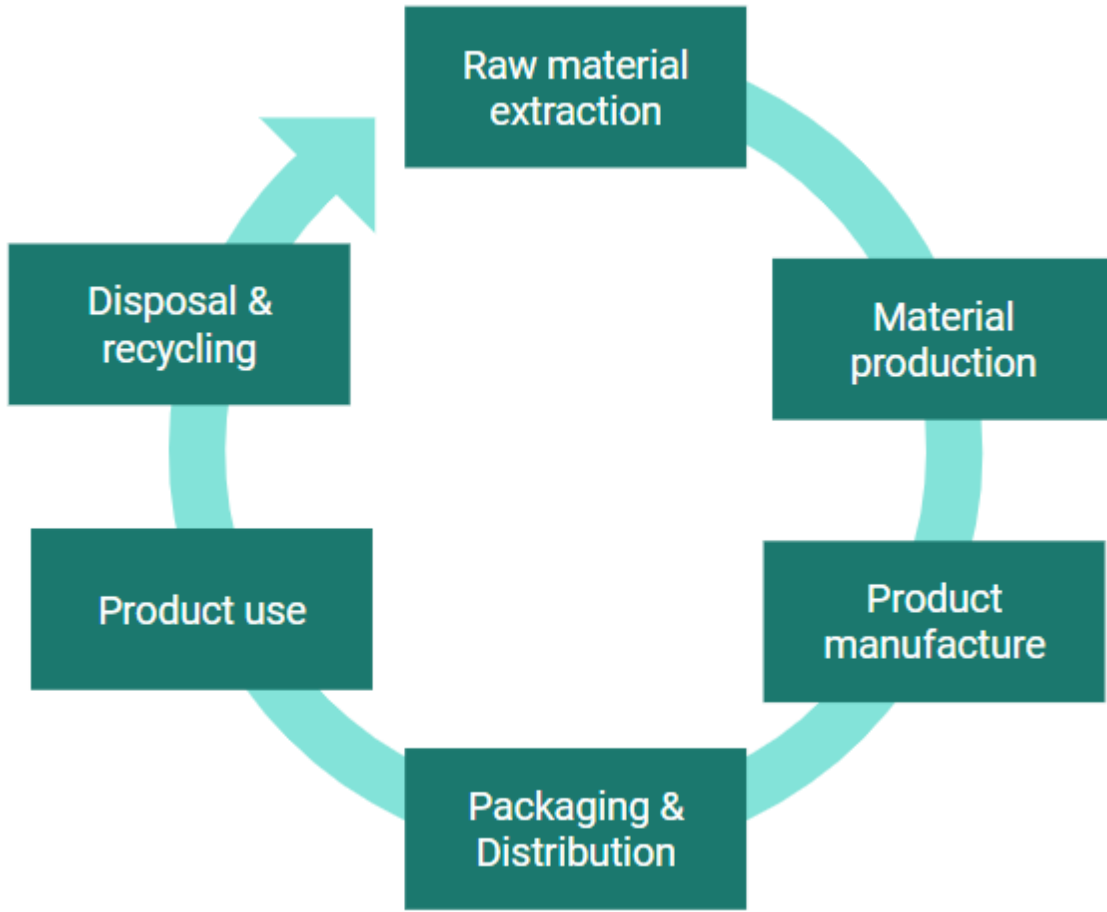 Raw material
extraction
Material
production
Product
manufacture
Packaging &
Distribution
Product use
Disposal &
recycling